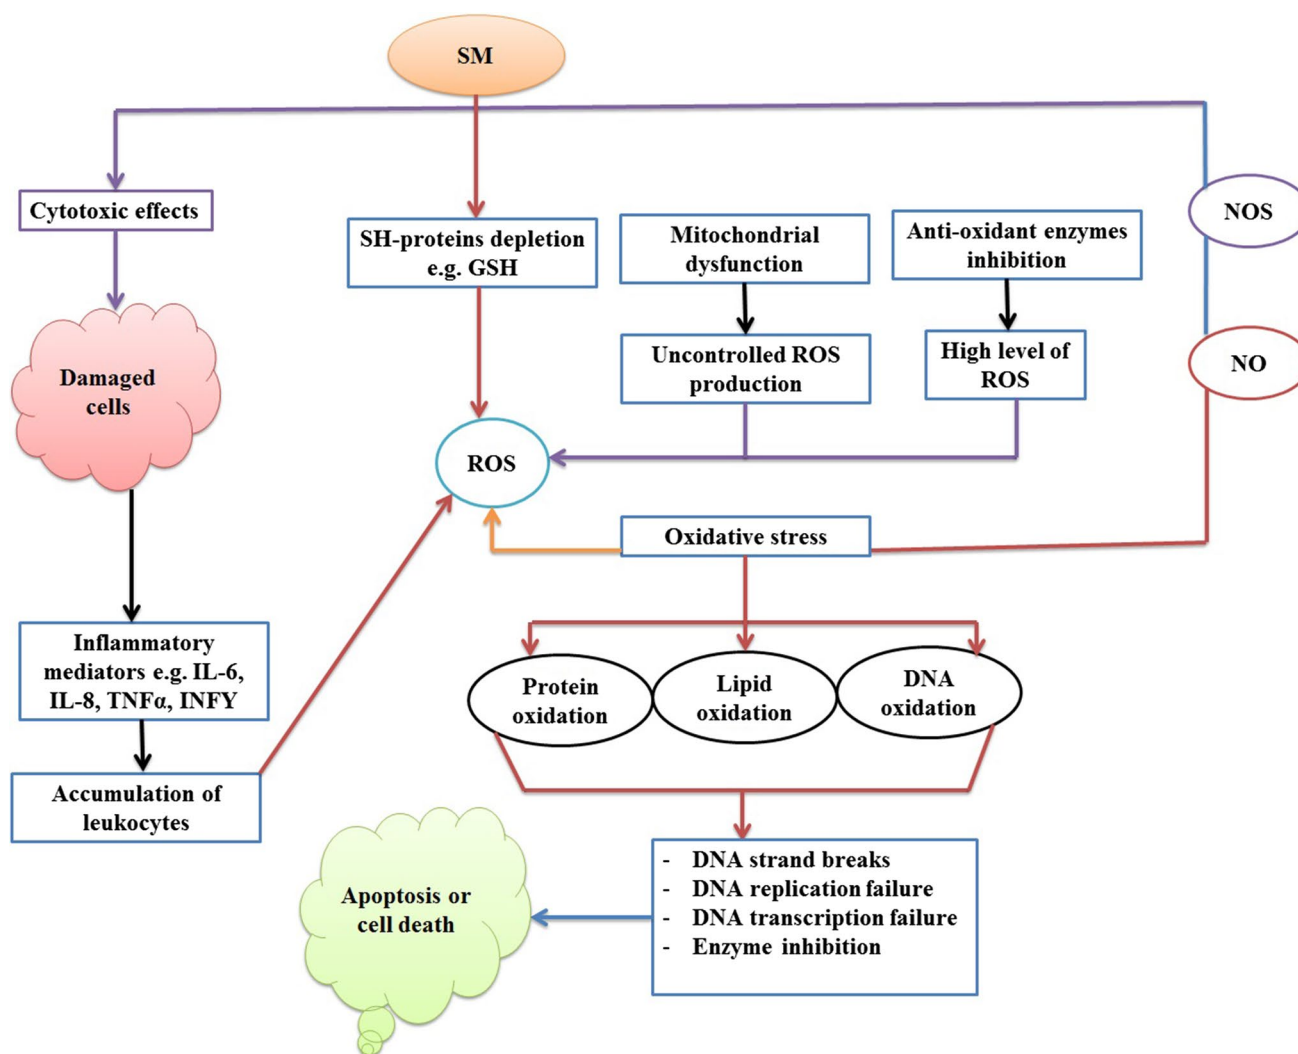 SM
Cytotoxic effects
NOS
SH-proteins depletion
e.g. GSH
Mitochondrial
dysfunction
Anti-oxidant enzymes
inhibition
Damaged
cells
Uncontrolled ROS
production
High level of
ROS
NO
ROS
Oxidative stress
Inflammatory
mediators e.g. IL-6,
IL-8, TNFα, INFY
Protein
oxidation
Lipid
oxidation
DNA
oxidation
Accumulation of
leukocytes
Apoptosis or
cell death
- DNA strand breaks
- DNA replication failure
- DNA transcription failure
- Enzyme inhibition